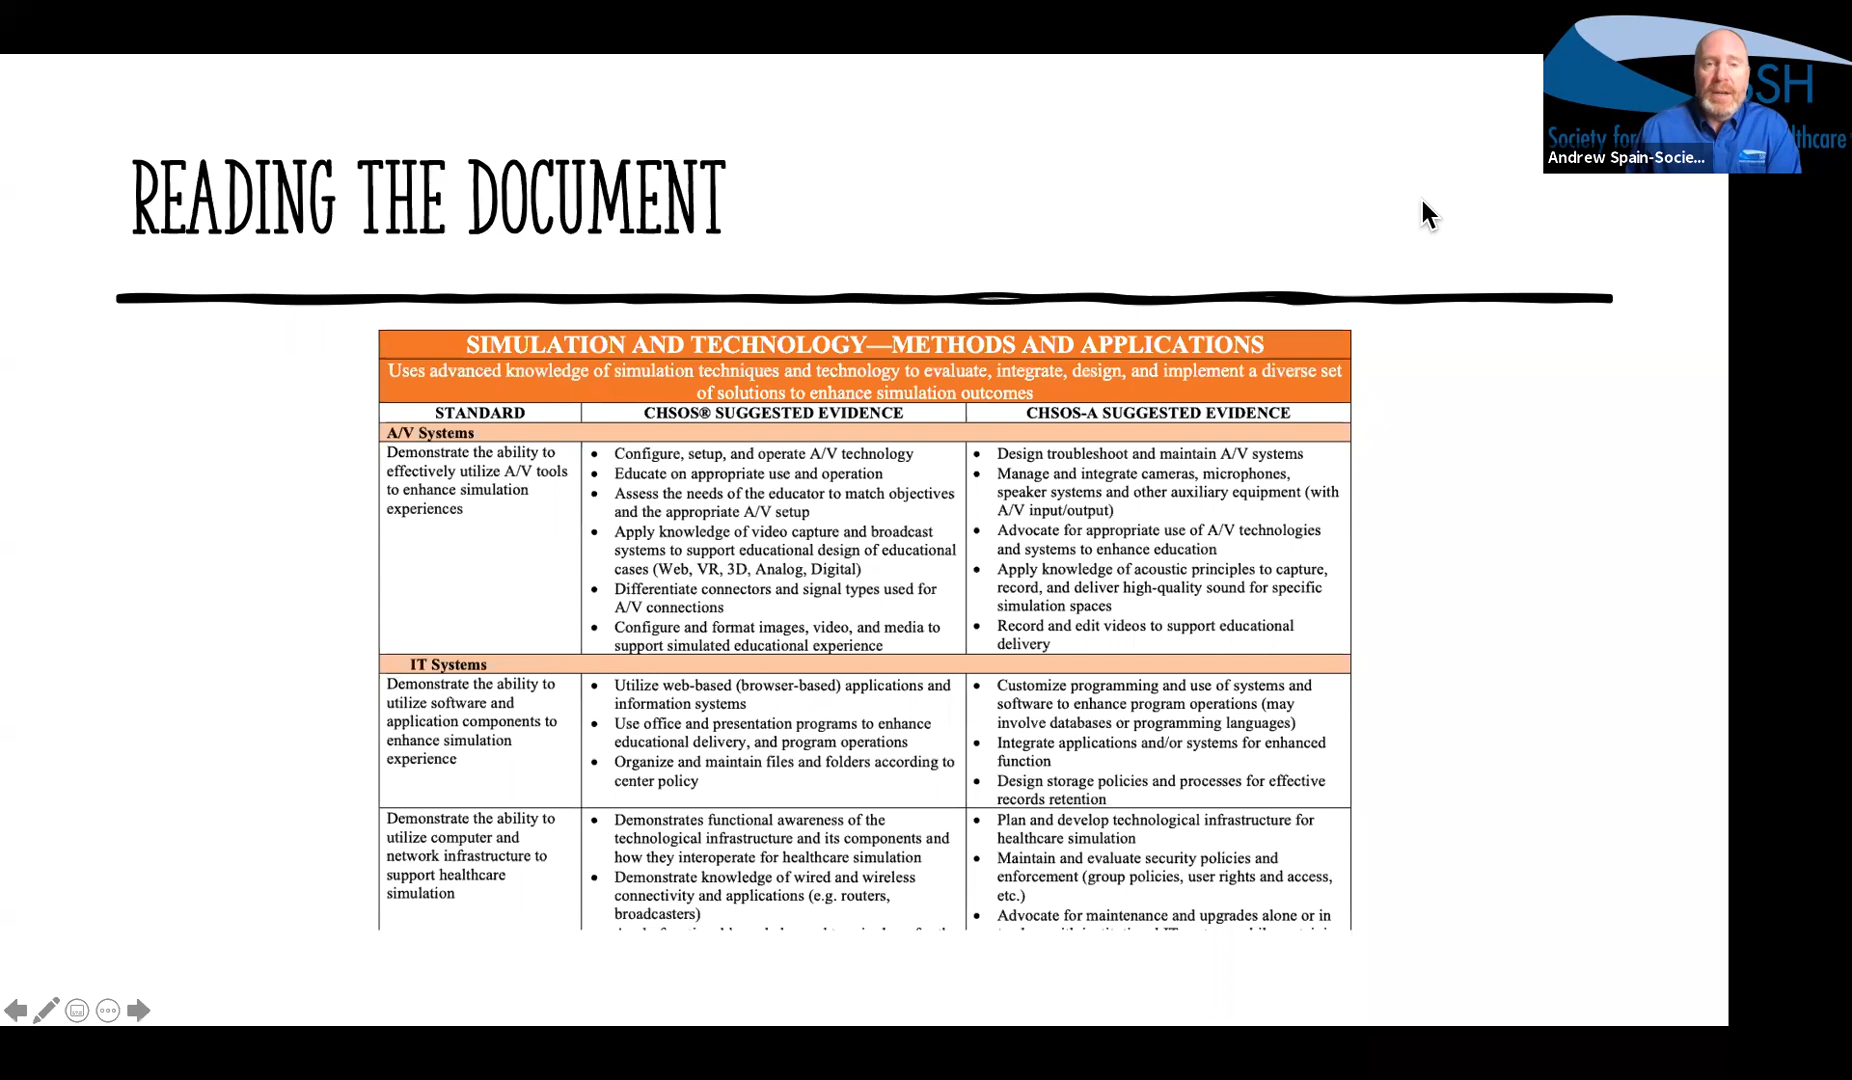 SSH
Society for
lthcare
Andrew Spain-Socie...
READING THE DOCUMENT
SIMULATION AND TECHNOLOGY—METHODS AND APPLICATIONS
Uses advanced knowledge of simulation techniques and technology to evaluate, integrate, design, and implement a diverse set
of solutions to enhance simulation outcomes
STANDARD
CHSOS® SUGGESTED EVIDENCE
CHSOS-A SUGGESTED EVIDENCE
A/V Systems
Demonstrate the ability to
effectively utilize A/V tools
to enhance simulation
experiences
• Configure, setup, and operate A/V technology
• Educate on appropriate use and operation
• Assess the needs of the educator to match objectives
and the appropriate A/V setup
• Apply knowledge of video capture and broadcast
systems to support educational design of educational
cases (Web, VR, 3D, Analog, Digital)
• Differentiate connectors and signal types used for
A/V connections
• Configure and format images, video, and media to
support simulated educational experience
• Design troubleshoot and maintain A/V systems
• Manage and integrate cameras, microphones,
speaker systems and other auxiliary equipment (with
A/V input/output)
• Advocate for appropriate use of A/V technologies
and systems to enhance education
• Apply knowledge of acoustic principles to capture,
record, and deliver high-quality sound for specific
simulation spaces
• Record and edit videos to support educational
delivery
IT Systems
Demonstrate the ability to
utilize software and
application components to
enhance simulation
experience
• Utilize web-based (browser-based) applications and
information systems
• Use office and presentation programs to enhance
educational delivery, and program operations
• Organize and maintain files and folders according to
center policy
• Customize programming and use of systems and
software to enhance program operations (may
involve databases or programming languages)
• Integrate applications and/or systems for enhanced
function
• Design storage policies and processes for effective
records retention
Demonstrate the ability to
utilize computer and
network infrastructure to
support healthcare
simulation
• Demonstrates functional awareness of the
technological infrastructure and its components and
how they interoperate for healthcare simulation
• Demonstrate knowledge of wired and wireless
connectivity and applications (e.g. routers,
broadcasters)
• Plan and develop technological infrastructure for
healthcare simulation
• Maintain and evaluate security policies and
enforcement (group policies, user rights and access,
etc.)
• Advocate for maintenance and upgrades alone or in